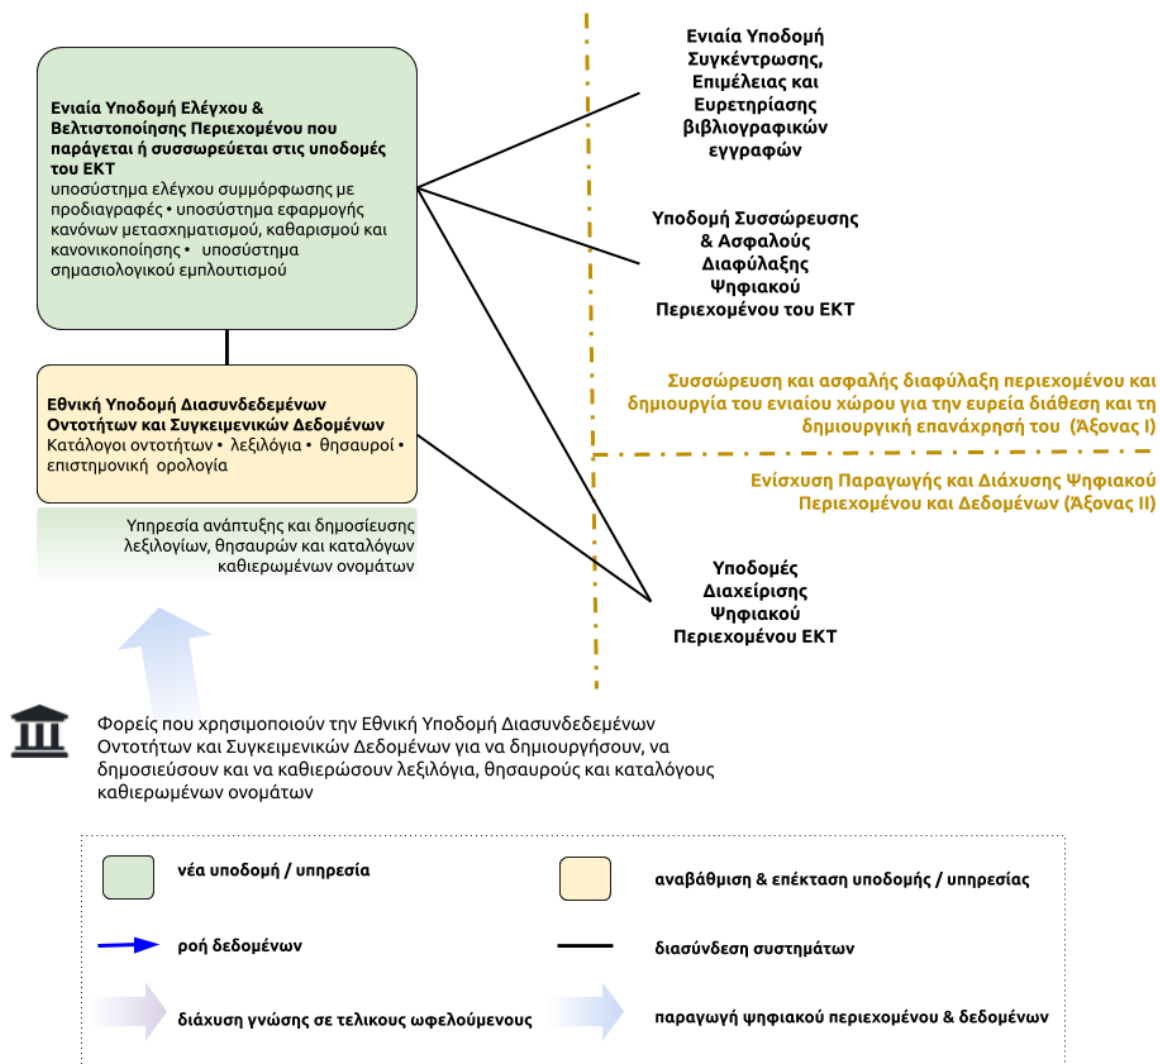 Ενιαία Υποδομή Ελέγχου &
Βελτιστοποίησης Περιεχομένου που
παράγεται ή συσσωρεύεται στις υποδομές
του ΕΚΤ
υποσύστημα ελέγχου συμμόρφωσης με
προδιαγραφές • υποσύστημα εφαρμογής
κανόνων μετασχηματισμού, καθαρισμού και
κανονικοποίησης • υποσύστημα
σημασιολογικού εμπλουτισμού
Εθνική Υποδομή Διασυνδεδεμένων
Οντοτήτων και Συγκειμενικών Δεδομένων
Κατάλογοι οντοτήτων • λεξιλόγια • θησαυροί •
επιστημονική ορολογία
Υπηρεσία ανάπτυξης και δημοσίευσης
λεξιλογίων, θησαυρών και καταλόγων
καθιερωμένων ονομάτων
Ενιαία Υποδομή
Συγκέντρωσης,
Επιμέλειας και
Ευρετηρίασης
βιβλιογραφικών
εγγραφών
Υποδομή Συσσώρευσης
& Ασφαλούς
Διαφύλαξης
Ψηφιακού
Περιεχομένου του ΕΚΤ
Συσσώρευση και ασφαλής διαφύλαξη περιεχομένου και
δημιουργία του ενιαίου χώρου για την ευρεία διάθεση και τη
δημιουργική επανάχρησή του (Άξονας Ι)
Ενίσχυση Παραγωγής και Διάχυσης Ψηφιακού
Περιεχομένου και Δεδομένων (Άξονας ΙΙ)
Υποδομές
Διαχείρισης
Ψηφιακού
Περιεχομένου ΕΚΤ
Φορείς που χρησιμοποιούν την Εθνική Υποδομή Διασυνδεδεμένων
Οντοτήτων και Συγκειμενικών Δεδομένων για να δημιουργήσουν, να
δημοσιεύσουν και να καθιερώσουν λεξιλόγια, θησαυρούς και καταλόγους
καθιερωμένων ονομάτων
νέα υποδομή / υπηρεσία
αναβάθμιση & επέκταση υποδομής / υπηρεσίας
ροή δεδομένων
διασύνδεση συστημάτων
διάχυση γνώσης σε τελικους ωφελούμενους
παραγωγή ψηφιακού περιεχομένου & δεδομένων